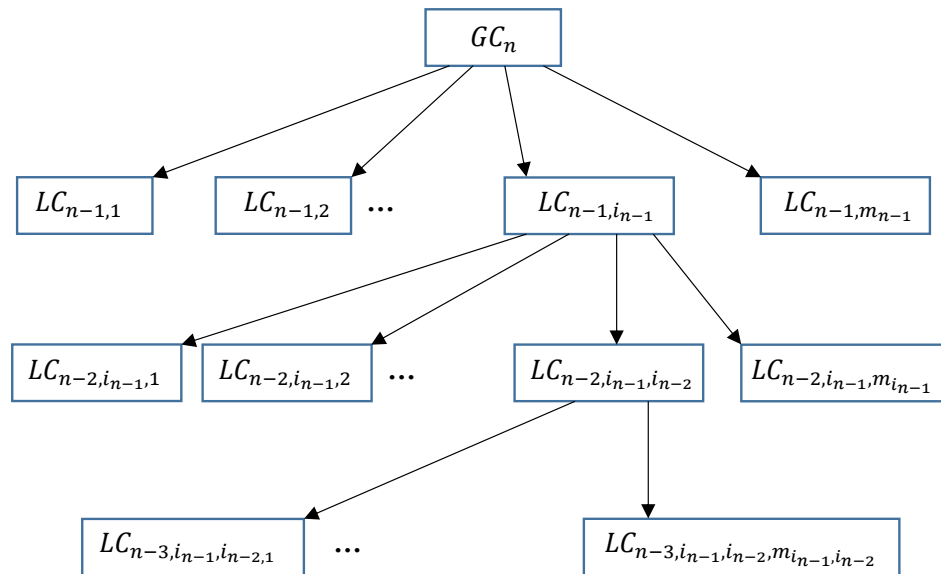 GC_n
LC_{n−1,1} LC_{n−1,2} ... LC_{n−1,i_{n−1}} LC_{n−1,m_{n−1}}
LC_{n−2,i_{n−1},1} LC_{n−2,i_{n−1},2} ... LC_{n−2,i_{n−1},i_{n−2}} LC_{n−2,i_{n−1},m_{i_{n−1}}}
LC_{n−3,i_{n−1},i_{n−2,1}} ... LC_{n−3,i_{n−1},i_{n−2},m_{i_{n−1},i_{n−2}}}